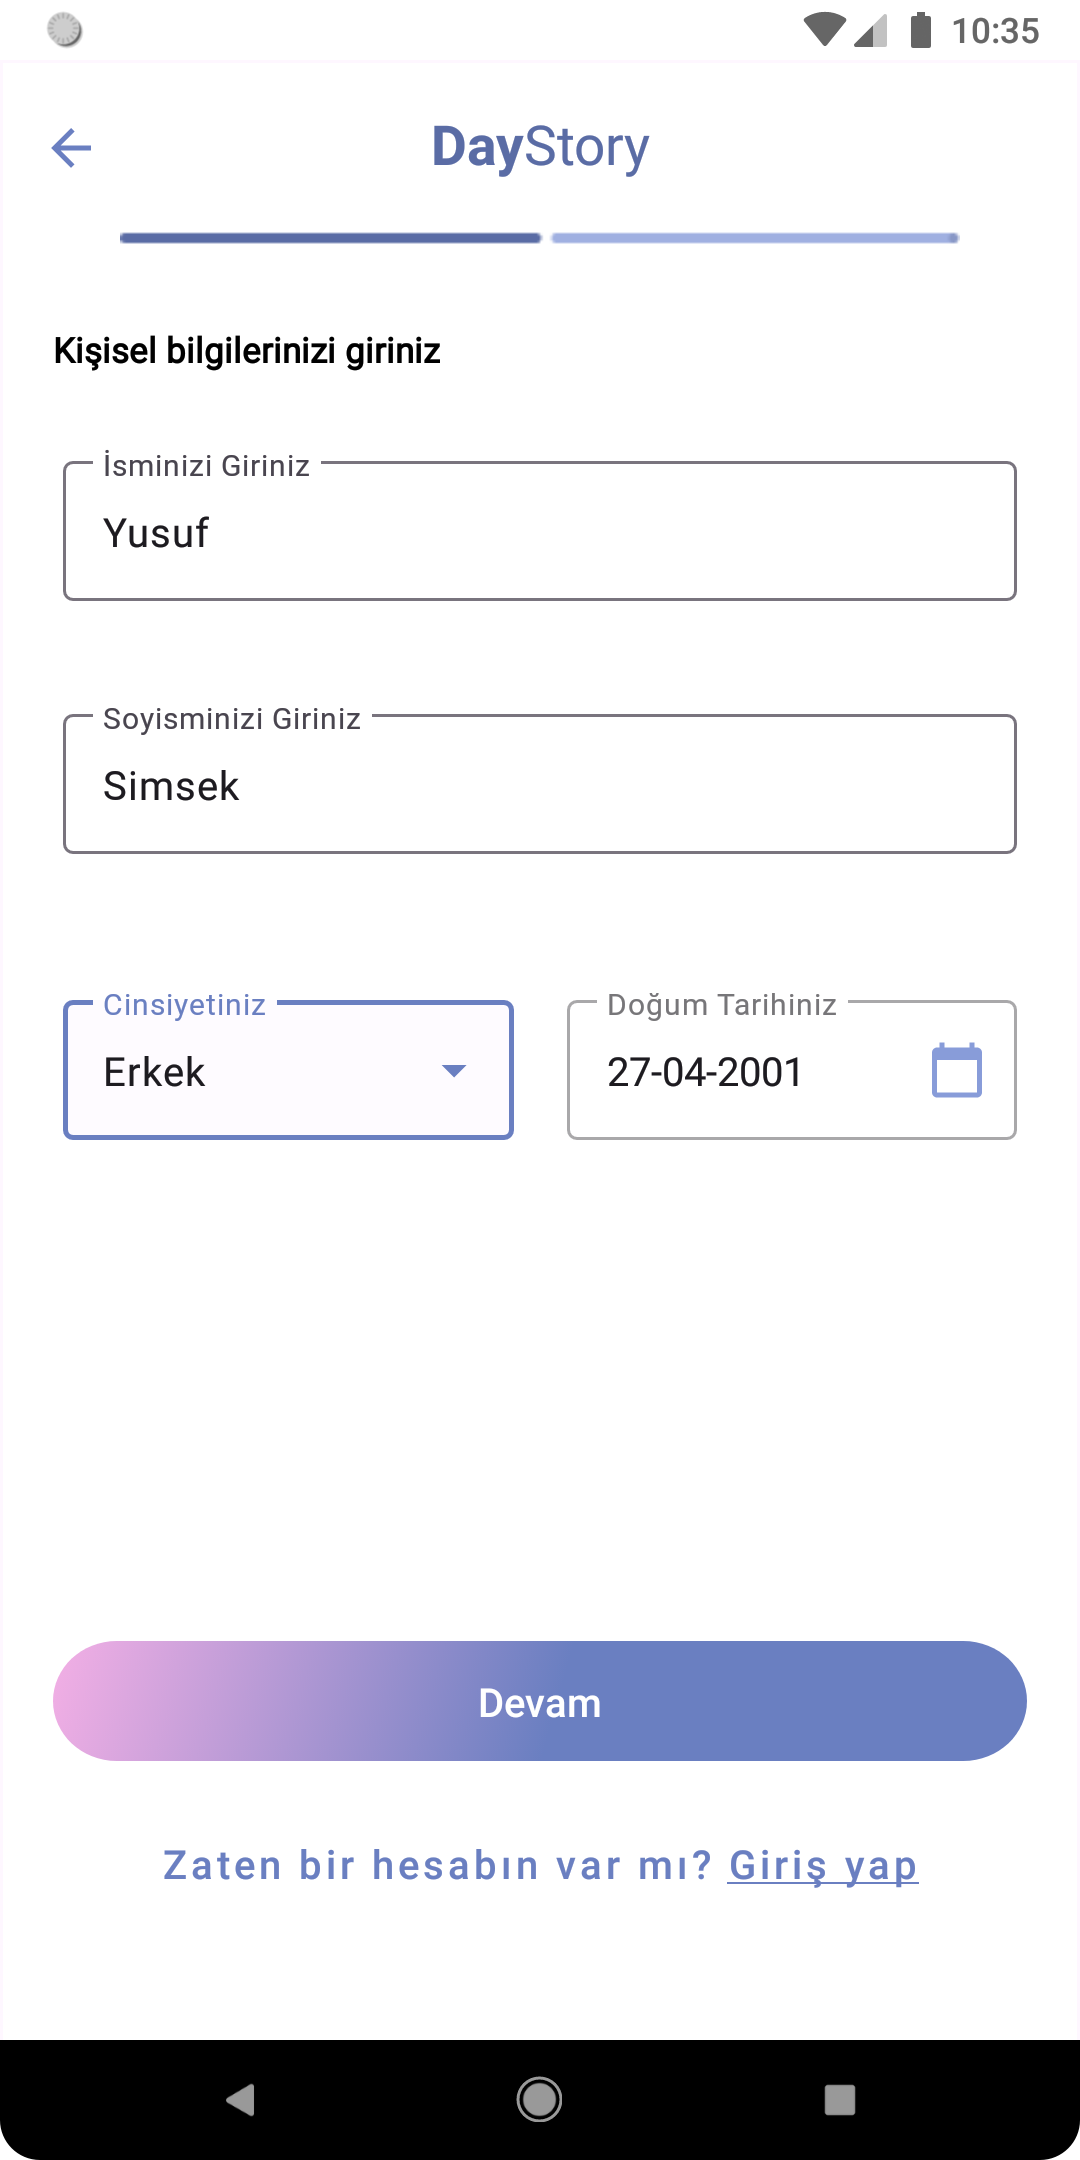 10:35
DayStory
Kişisel bilgilerinizi giriniz
İsminizi Giriniz
Yusuf
Soyisminizi Giriniz
Simsek
Cinsiyetiniz
Erkek
Doğum Tarihiniz
27-04-2001
Devam
Zaten bir hesabın var mı? Giriş yap